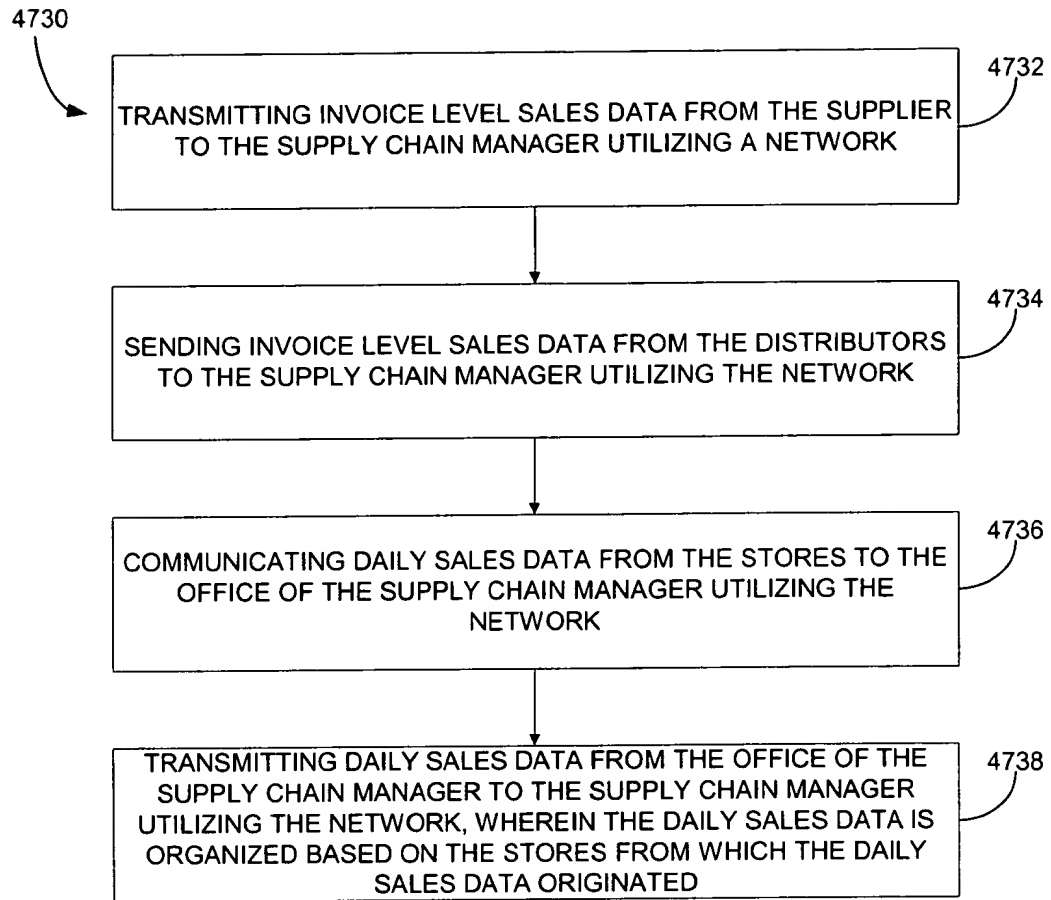 4730
4732
TRANSMITTING INVOICE LEVEL SALES DATA FROM THE SUPPLIER
TO THE SUPPLY CHAIN MANAGER UTILIZING A NETWORK
4734
SENDING INVOICE LEVEL SALES DATA FROM THE DISTRIBUTORS
TO THE SUPPLY CHAIN MANAGER UTILIZING THE NETWORK
4736
COMMUNICATING DAILY SALES DATA FROM THE STORES TO THE
OFFICE OF THE SUPPLY CHAIN MANAGER UTILIZING THE
NETWORK
4738
TRANSMITTING DAILY SALES DATA FROM THE OFFICE OF THE
SUPPLY CHAIN MANAGER TO THE SUPPLY CHAIN MANAGER
UTILIZING THE NETWORK, WHEREIN THE DAILY SALES DATA IS
ORGANIZED BASED ON THE STORES FROM WHICH THE DAILY
SALES DATA ORIGINATED